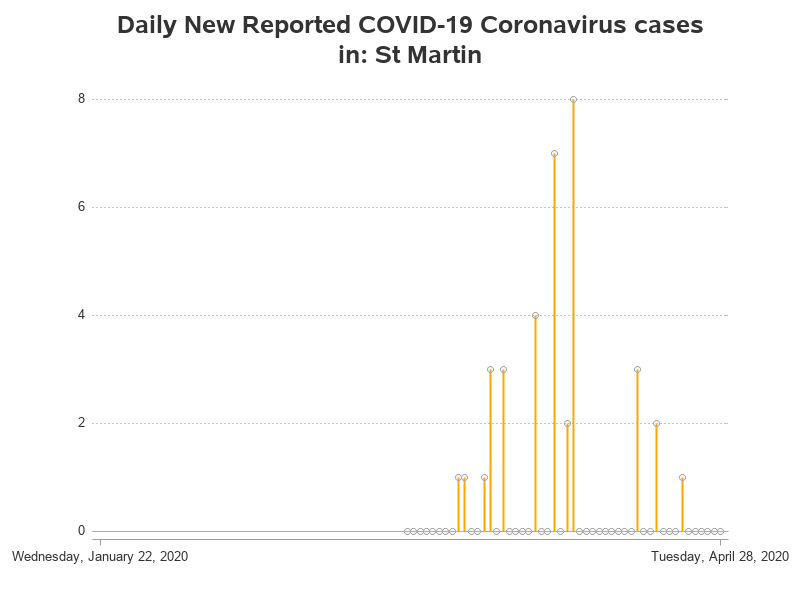 Daily New Reported COVID-19 Coronavirus cases
in: St Martin
8
6
4
2
0
Wednesday, January 22, 2020
Tuesday, April 28, 2020